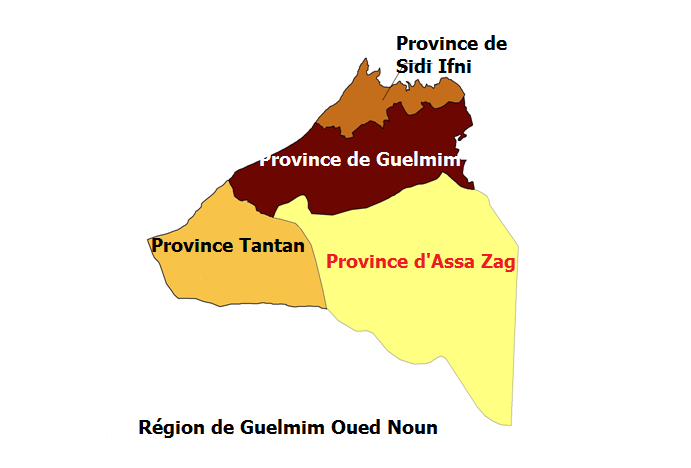 Province de
Sidi Ifni
Province de Guelmim
Province Tantan
Province d'Assa Zag
Région de Guelmim Oued Noun